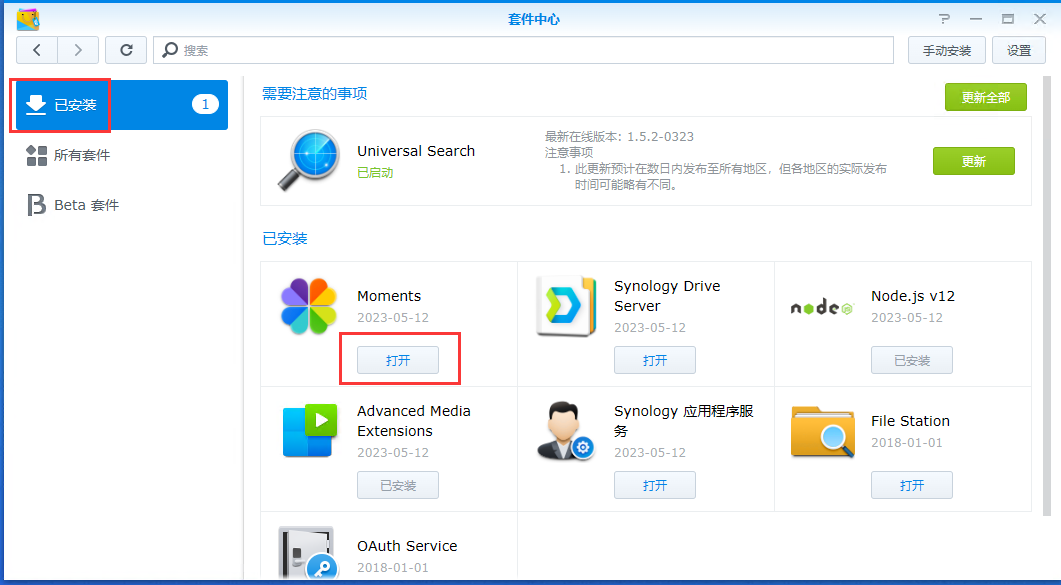 套件中心
搜索
手动安装
设置
已安装
1
所有套件
Beta 套件
需要注意的事项
更新全部
Universal Search
已启动
最新在线版本：1.5.2-0323
注意事项
1. 此更新预计在数日内发布至所有地区，但各地区的实际发布
时间可能略有不同。
更新
已安装
Moments
2023-05-12
打开
Synology Drive
Server
2023-05-12
打开
node
JS
Node.js v12
2023-05-12
已安装
Advanced Media
Extensions
2023-05-12
已安装
Synology 应用程序服
务
2023-05-12
打开
File Station
2018-01-01
打开
OAuth Service
2018-01-01